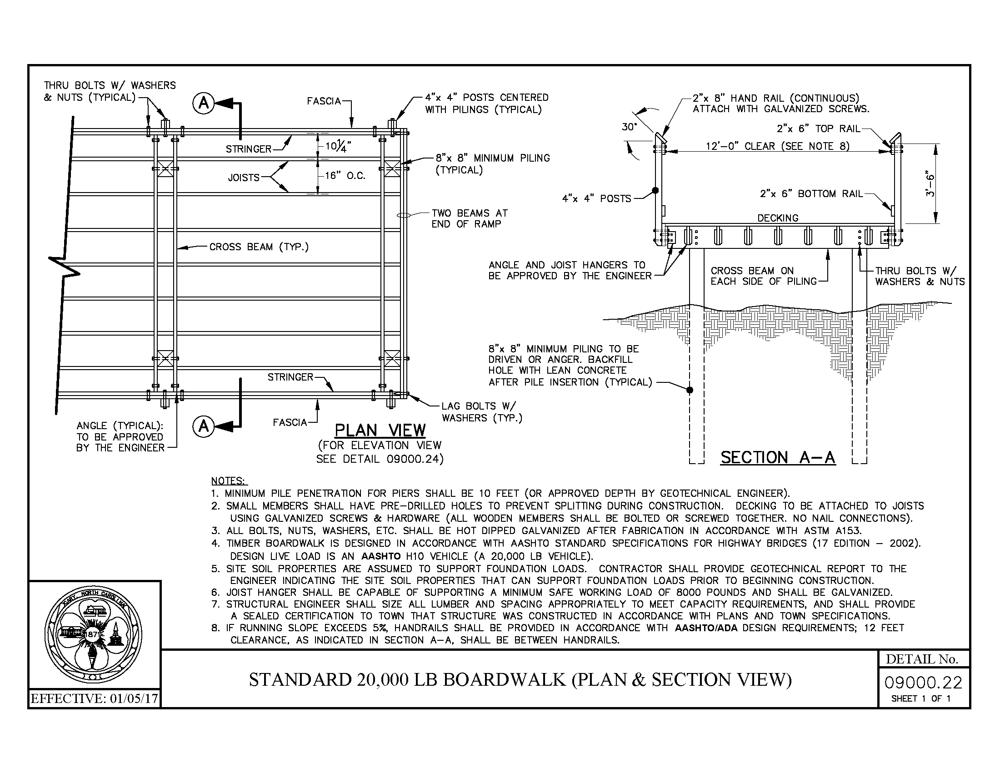 THRU BOLTS W/ WASHERS
& NUTS (TYPICAL)
A
FASCIA
4"x 4" POSTS CENTERED
WITH PILINGS (TYPICAL)
STRINGER
10¼"
8"x 8" MINIMUM PILING
(TYPICAL)
JOISTS
16" O.C.
TWO BEAMS AT
END OF RAMP
CROSS BEAM (TYP.)
STRINGER
LAG BOLTS W/
WASHERS (TYP.)
FASCIA
A
ANGLE (TYPICAL):
TO BE APPROVED
BY THE ENGINEER
PLAN VIEW
(FOR ELEVATION VIEW
SEE DETAIL 09000.24)
2"x 8" HAND RAIL (CONTINUOUS)
ATTACH WITH GALVANIZED SCREWS.
30°
2"x 6" TOP RAIL
12'-0" CLEAR (SEE NOTE 8)
3'-6"
4"x 4" POSTS
2"x 6" BOTTOM RAIL
DECKING
ANGLE AND JOIST HANGERS TO
BE APPROVED BY THE ENGINEER
CROSS BEAM ON
EACH SIDE OF PILING
THRU BOLTS W/
WASHERS & NUTS
8"x 8" MINIMUM PILING TO BE
DRIVEN OR ANGER. BACKFILL
HOLE WITH LEAN CONCRETE
AFTER PILE INSERTION (TYPICAL)
SECTION A-A
NOTES:
1. MINIMUM PILE PENETRATION FOR PIERS SHALL BE 10 FEET (OR APPROVED DEPTH BY GEOTECHNICAL ENGINEER).
2. SMALL MEMBERS SHALL HAVE PRE-DRILLED HOLES TO PREVENT SPLITTING DURING CONSTRUCTION. DECKING TO BE ATTACHED TO JOISTS
USING GALVANIZED SCREWS & HARDWARE (ALL WOODEN MEMBERS SHALL BE BOLTED OR SCREWED TOGETHER. NO NAIL CONNECTIONS).
3. ALL BOLTS, NUTS, WASHERS, ETC. SHALL BE HOT DIPPED GALVANIZED AFTER FABRICATION IN ACCORDANCE WITH ASTM A153.
4. TIMBER BOARDWALK IS DESIGNED IN ACCORDANCE WITH AASHTO STANDARD SPECIFICATIONS FOR HIGHWAY BRIDGES (17 EDITION - 2002).
DESIGN LIVE LOAD IS AN AASHTO H10 VEHICLE (A 20,000 LB VEHICLE).
5. SITE SOIL PROPERTIES ARE ASSUMED TO SUPPORT FOUNDATION LOADS. CONTRACTOR SHALL PROVIDE GEOTECHNICAL REPORT TO THE
ENGINEER INDICATING THE SITE SOIL PROPERTIES THAT CAN SUPPORT FOUNDATION LOADS PRIOR TO BEGINNING CONSTRUCTION.
6. JOIST HANGER SHALL BE CAPABLE OF SUPPORTING A MINIMUM SAFE WORKING LOAD OF 8000 POUNDS AND SHALL BE GALVANIZED.
7. STRUCTURAL ENGINEER SHALL SIZE ALL LUMBER AND SPACING APPROPRIATELY TO MEET CAPACITY REQUIREMENTS, AND SHALL PROVIDE
A SEALED CERTIFICATION TO TOWN THAT STRUCTURE WAS CONSTRUCTED IN ACCORDANCE WITH PLANS AND TOWN SPECIFICATIONS.
8. IF RUNNING SLOPE EXCEEDS 5%, HANDRAILS SHALL BE PROVIDED IN ACCORDANCE WITH AASHTO/ADA DESIGN REQUIREMENTS; 12 FEET
CLEARANCE, AS INDICATED IN SECTION A-A, SHALL BE BETWEEN HANDRAILS.
CARY, NORTH CAROLINA
1871
EFFECTIVE: 01/05/17
STANDARD 20,000 LB BOARDWALK (PLAN & SECTION VIEW)
DETAIL No.
09000.22
SHEET 1 OF 1